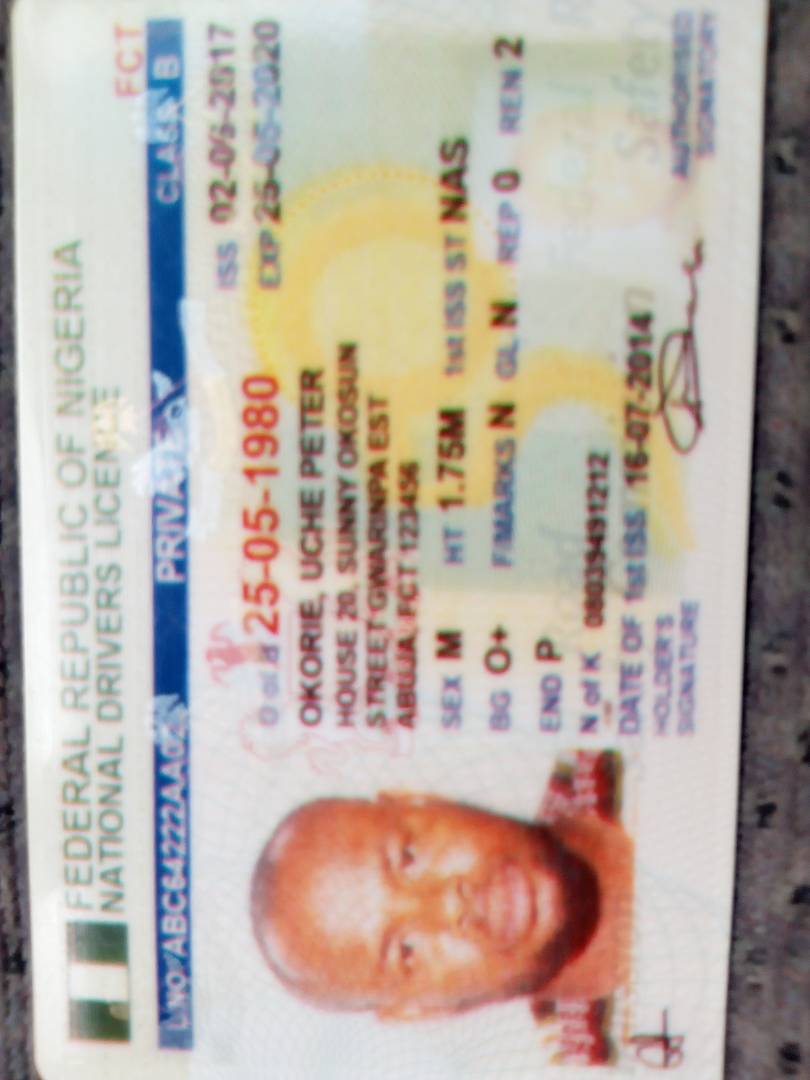 FEDERAL REPUBLIC OF NIGERIA
NATIONAL DRIVERS LICENSE
FCT
L/NO ABC64222AA02 PRIVATE CLASS B
D of B 25-05-1980
ISS 02-06-2017
EXP 25-05-2020
OKORIE, UCHE PETER
HOUSE 20, SUNNY OKOSUN
STREET GWARINPA EST
ABUJA, FCT 123456
SEX M HT 1.75M 1st ISS ST NAS
BG O+ F/MARKS N GL N REP 0 REN 2
END P
N of K 08039491212
DATE OF 1st ISS 16-07-2014
HOLDER'S
SIGNATURE
AUTHORISED
SIGNATORY